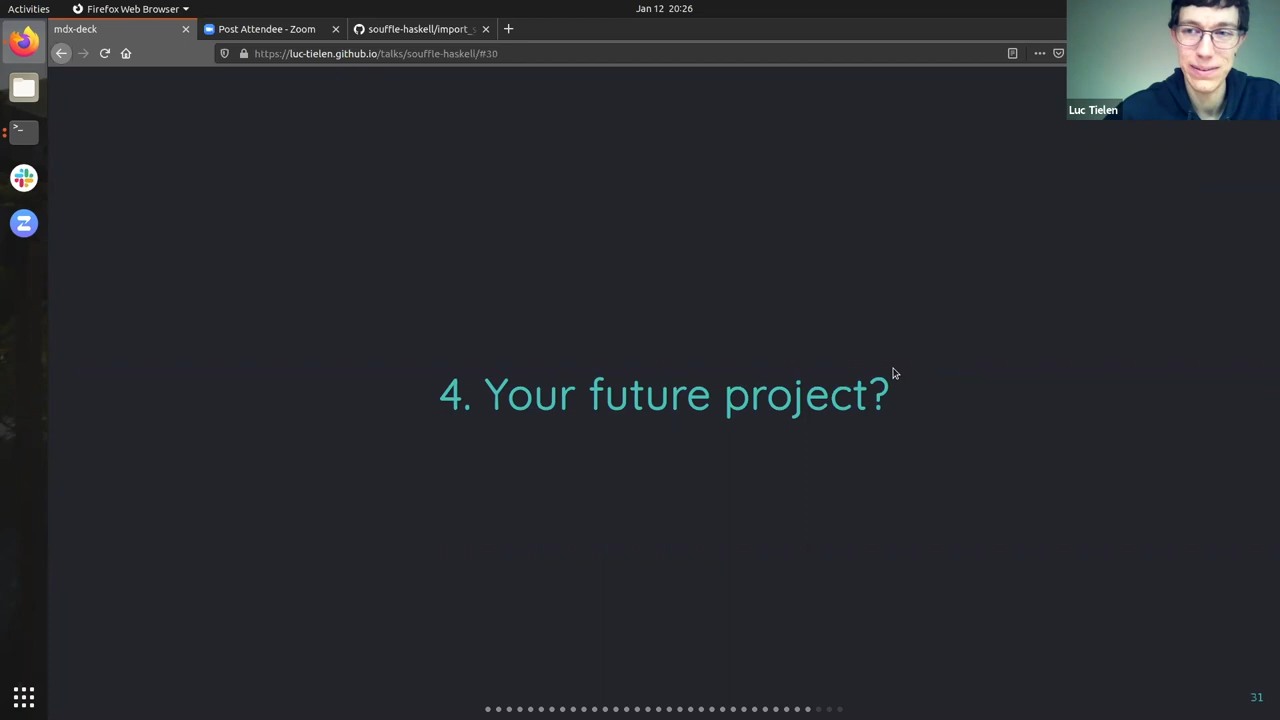 Activities
Firefox Web Browser
Jan 12 20:26
mdx-deck
Post Attendee - Zoom
souffle-haskell/import_s
https://luc-tielen.github.io/talks/souffle-haskell/#30
Luc Tielen
4. Your future project?
31